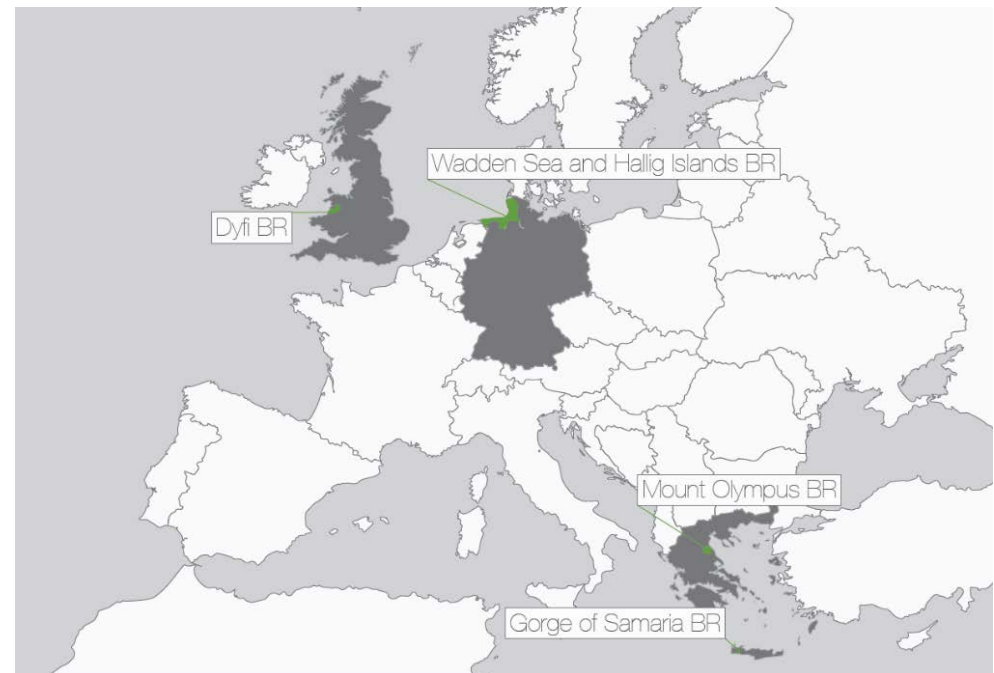 Wadden Sea and Hallig Islands BR
Dyfi BR
Mount Olympus BR
Gorge of Samaria BR